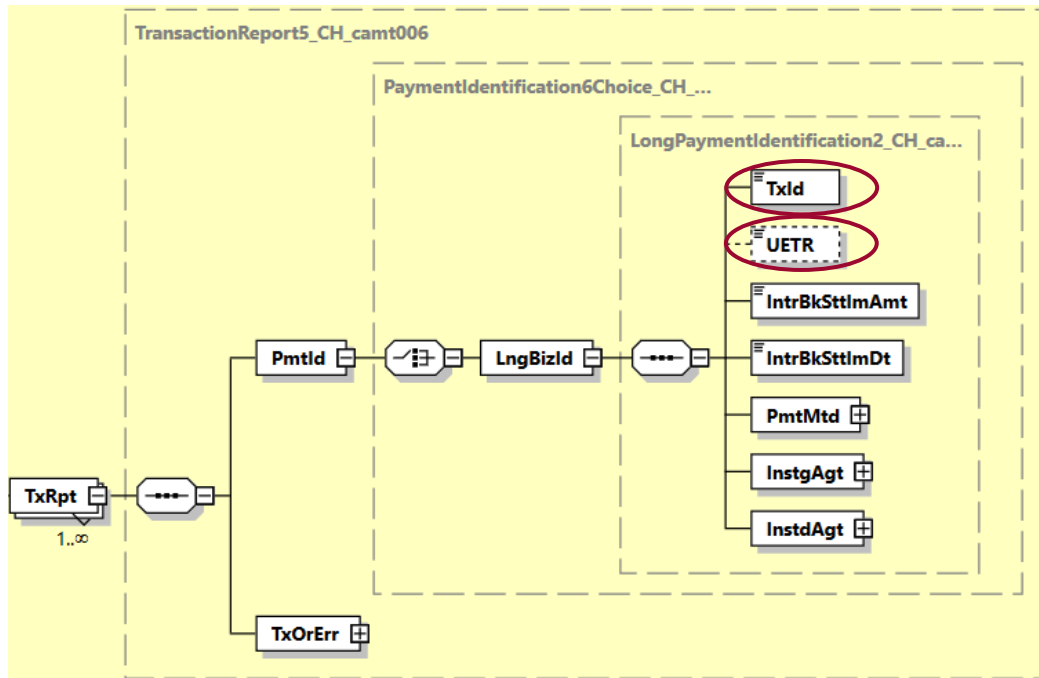 TransactionReport5_CH_camt006
PaymentIdentification6Choice_CH_...
LongPaymentIdentification2_CH_ca...
TxId
UETR
IntrBkSttlmAmt
PmtId
LngBizId
IntrBkSttlmDt
PmtMtd
InstgAgt
TxRpt
InstdAgt
1..∞
TxOrErr